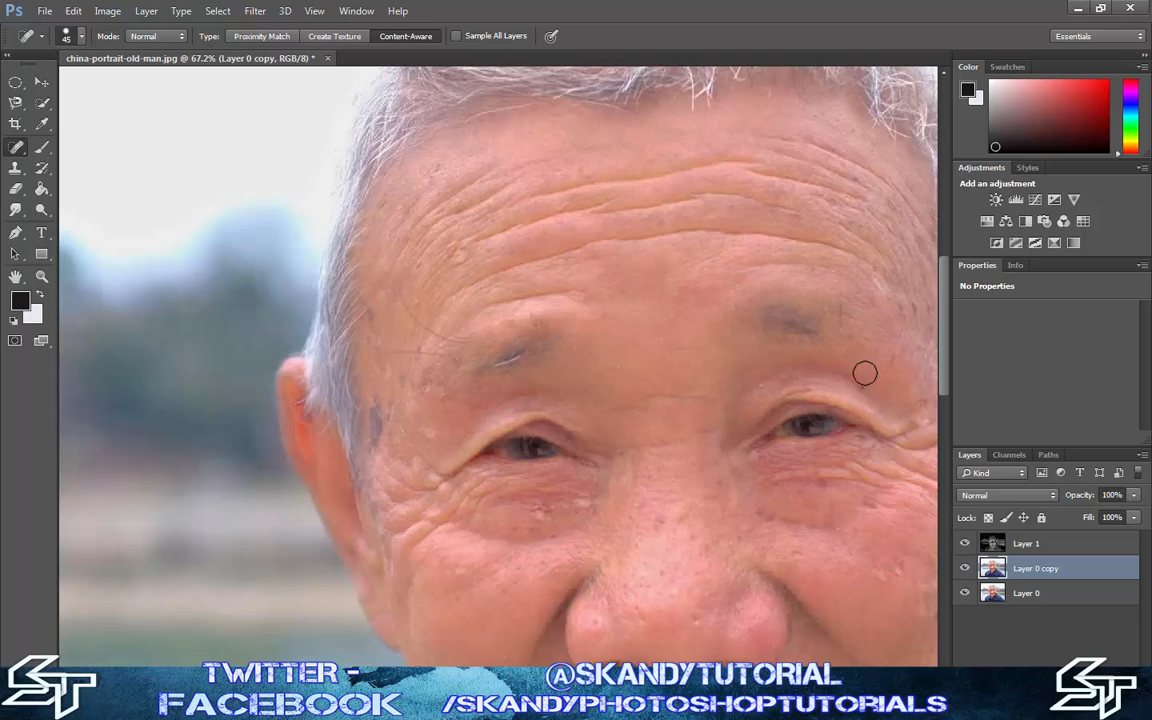 Ps File Edit Image Layer Type Select Filter 3D View Window Help
45 Mode: Normal Type: Proximity Match Create Texture Content-Aware Sample All Layers Essentials
china-portrait-old-man.jpg @ 67.2% (Layer 0 copy, RGB/8) *
Color Swatches
Adjustments Styles
Add an adjustment
Properties Info
No Properties
Layers Channels Paths
Kind
Normal Opacity: 100%
Lock: Fill: 100%
Layer 1
Layer 0 copy
Layer 0
TWITTER - @SKANDYTUTORIAL
FACEBOOK /SKANDYPHOTOSHOPTUTORIALS
ST ST